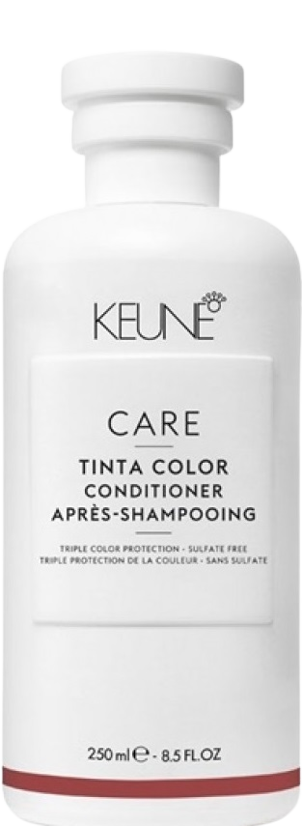 KEUNE
CARE
TINTA COLOR
CONDITIONER
APRÈS-SHAMPOOING
TRIPLE COLOR PROTECTION - SULFATE FREE
TRIPLE PROTECTION DE LA COULEUR - SANS SULFATE
250 ml ℮ - 8.5 FL.OZ